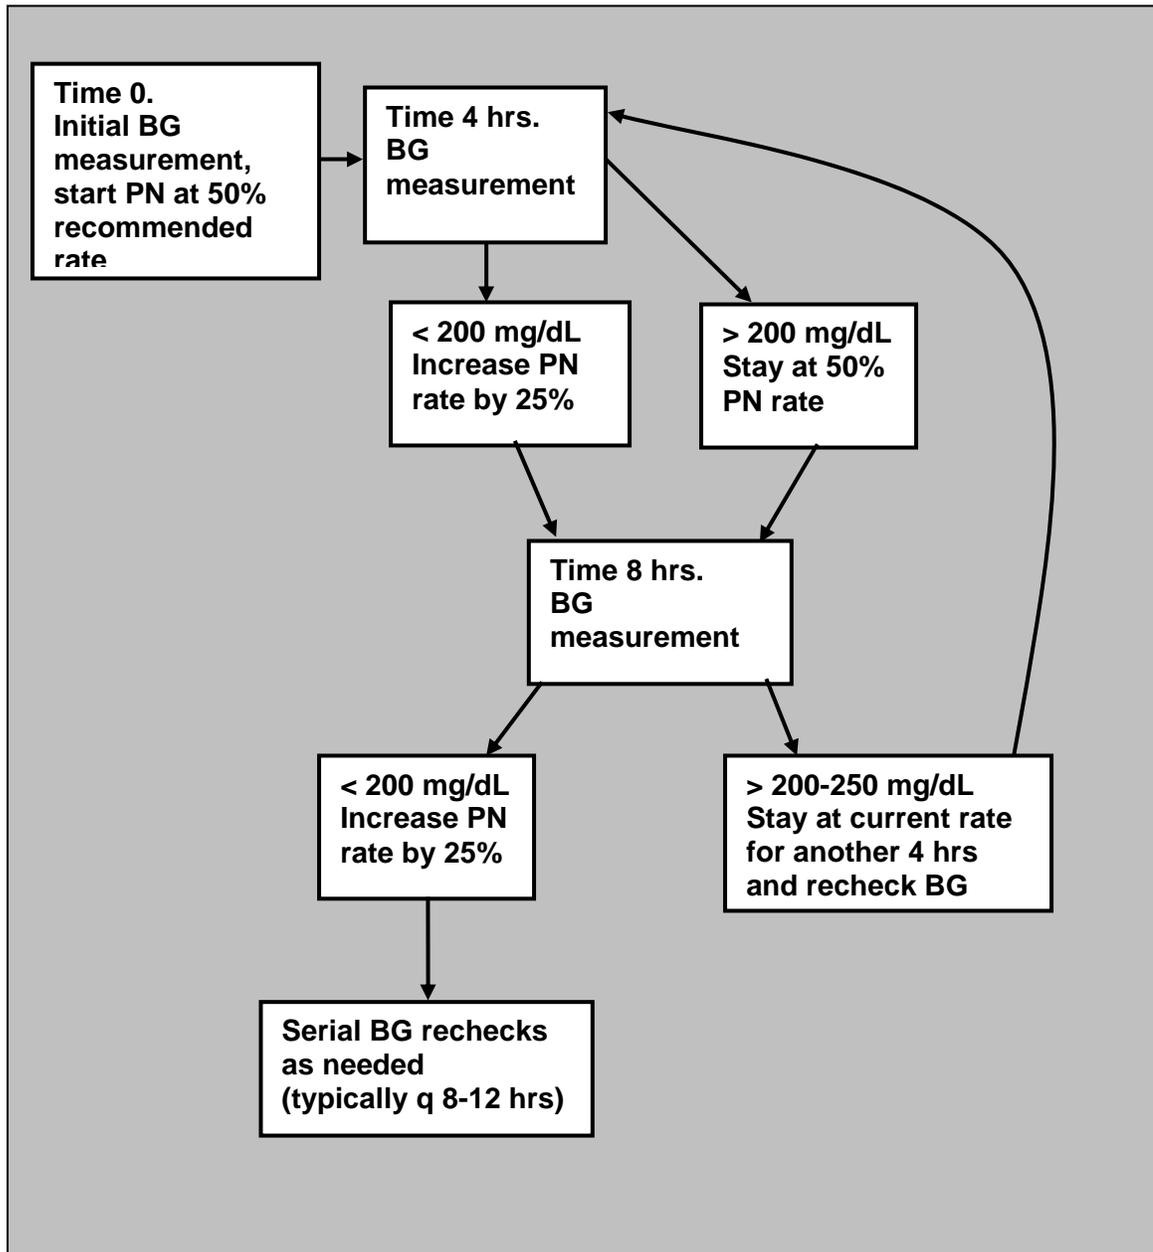 Time 0.
Initial BG
measurement,
start PN at 50%
recommended
rate
Time 4 hrs.
BG
measurement
< 200 mg/dL
Increase PN
rate by 25%
> 200 mg/dL
Stay at 50%
PN rate
Time 8 hrs.
BG
measurement
< 200 mg/dL
Increase PN
rate by 25%
> 200-250 mg/dL
Stay at current rate
for another 4 hrs
and recheck BG
Serial BG rechecks
as needed
(typically q 8-12 hrs)